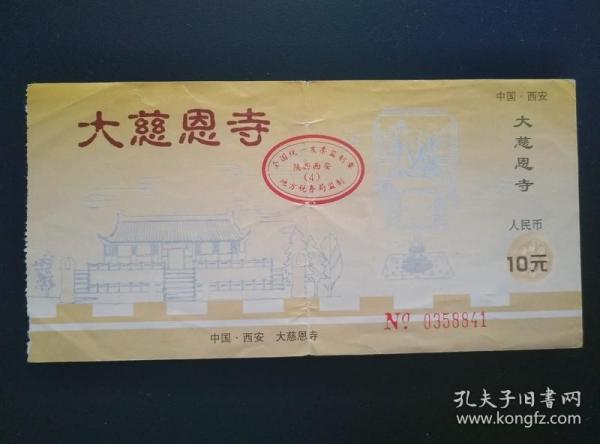 大慈恩寺
全国统一发票监制章
陕西西安
(4)
地方税务局监制
中国·西安
大慈恩寺
人民币
10元
中国·西安 大慈恩寺
No 0358841
孔夫子旧书网
www.kongfz.com